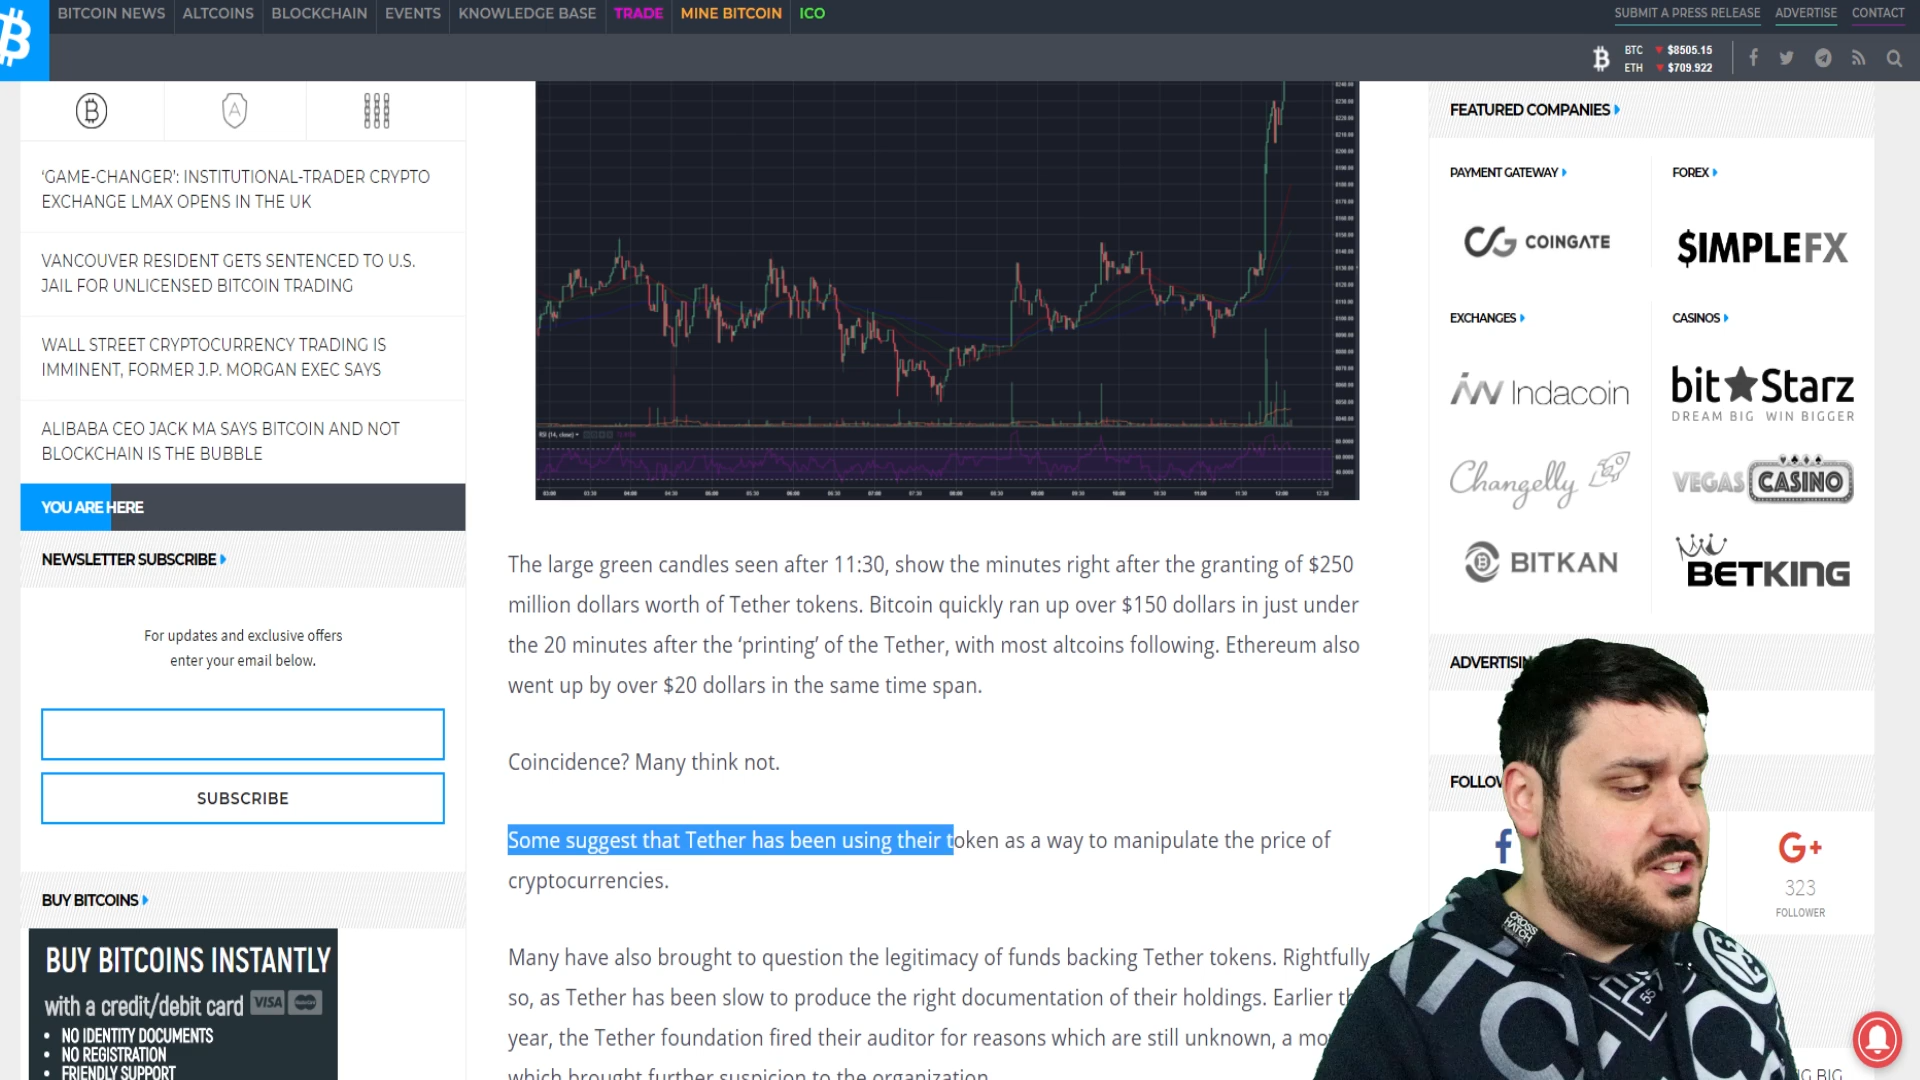 BITCOIN NEWS
ALTCOINS
BLOCKCHAIN
EVENTS
KNOWLEDGE BASE
TRADE
MINE BITCOIN
ICO
SUBMIT A PRESS RELEASE
ADVERTISE
CONTACT
BTC $8505.15
ETH $709.922
‘GAME-CHANGER’: INSTITUTIONAL-TRADER CRYPTO
EXCHANGE LMAX OPENS IN THE UK
VANCOUVER RESIDENT GETS SENTENCED TO U.S.
JAIL FOR UNLICENSED BITCOIN TRADING
WALL STREET CRYPTOCURRENCY TRADING IS
IMMINENT, FORMER J.P. MORGAN EXEC SAYS
ALIBABA CEO JACK MA SAYS BITCOIN AND NOT
BLOCKCHAIN IS THE BUBBLE
YOU ARE HERE
NEWSLETTER SUBSCRIBE
For updates and exclusive offers
enter your email below.
SUBSCRIBE
BUY BITCOINS
BUY BITCOINS INSTANTLY
with a credit/debit card VISA
• NO IDENTITY DOCUMENTS
• NO REGISTRATION
• FRIENDLY SUPPORT
The large green candles seen after 11:30, show the minutes right after the granting of $250
million dollars worth of Tether tokens. Bitcoin quickly ran up over $150 dollars in just under
the 20 minutes after the ‘printing’ of the Tether, with most altcoins following. Ethereum also
went up by over $20 dollars in the same time span.
Coincidence? Many think not.
Some suggest that Tether has been using their token as a way to manipulate the price of
cryptocurrencies.
Many have also brought to question the legitimacy of funds backing Tether tokens. Rightfully
so, as Tether has been slow to produce the right documentation of their holdings. Earlier th
year, the Tether foundation fired their auditor for reasons which are still unknown, a mo
which brought further suspicion to the organization.
FEATURED COMPANIES
PAYMENT GATEWAY
FOREX
COINGATE
$IMPLEFX
EXCHANGES
CASINOS
Indacoin
bitStarz
DREAM BIG WIN BIGGER
Changelly
VEGAS CASINO
BITKAN
BETKING
ADVERTISIN
FOLLOW
G+
323
FOLLOWER
CROSS
HATCH